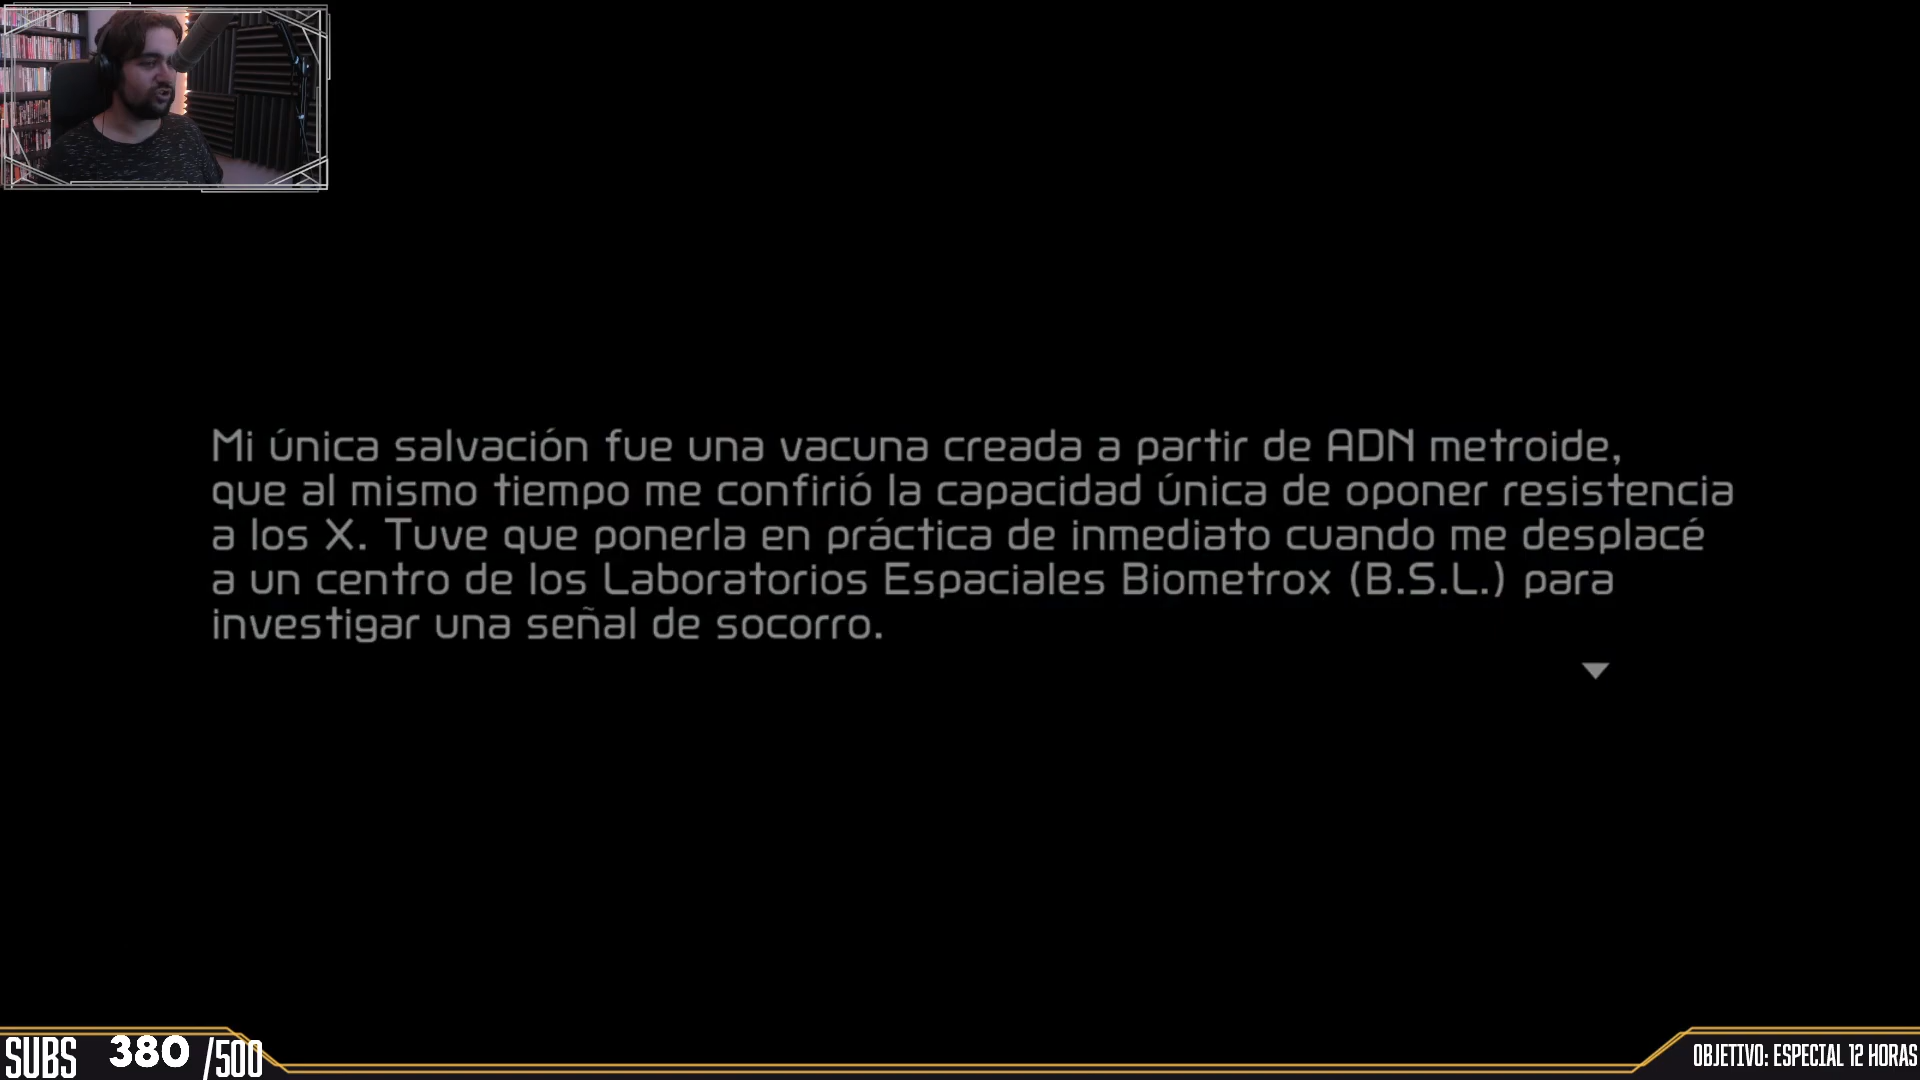 Mi única salvación fue una vacuna creada a partir de ADN metroide,
que al mismo tiempo me confirió la capacidad única de oponer resistencia
a los X. Tuve que ponerla en práctica de inmediato cuando me desplacé
a un centro de los Laboratorios Espaciales Biometrox (B.S.L.) para
investigar una señal de socorro.
SUBS 380 /500
OBJETIVO: ESPECIAL 12 HORAS